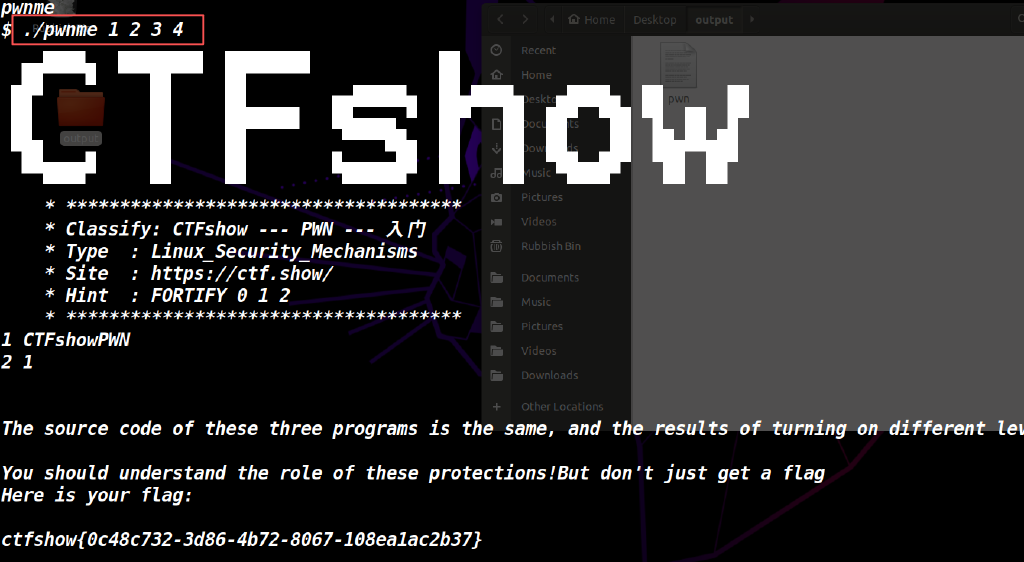 pwnme
$ ./pwnme 1 2 3 4
CTFshow
* *************************************
* Classify: CTFshow --- PWN --- 入门
* Type  : Linux_Security_Mechanisms
* Site  : https://ctf.show/
* Hint  : FORTIFY 0 1 2
* *************************************
1 CTFshowPWN
2 1
The source code of these three programs is the same, and the results of turning on different lev
You should understand the role of these protections!But don't just get a flag
Here is your flag:
ctfshow{0c48c732-3d86-4b72-8067-108ea1ac2b37}
output
Home Desktop output
Recent
Home
Desktop
Documents
Downloads
Music
Pictures
Videos
Rubbish Bin
Documents
Music
Pictures
Videos
Downloads
Other Locations
pwn